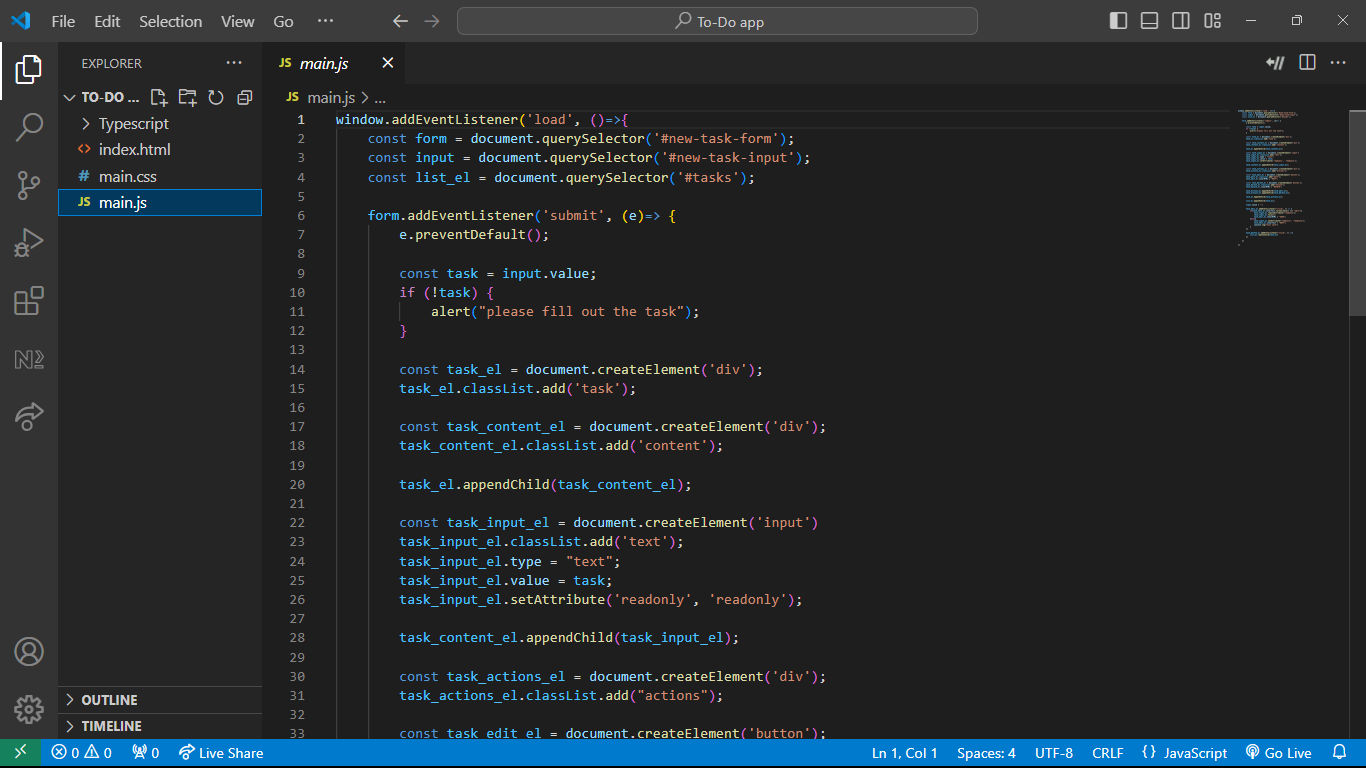 File Edit Selection View Go ···
To-Do app
EXPLORER
TO-DO ...
Typescript
index.html
main.css
main.js
OUTLINE
TIMELINE
JS main.js
JS main.js > ...
1 window.addEventListener('load', ()=>{
2 const form = document.querySelector('#new-task-form');
3 const input = document.querySelector('#new-task-input');
4 const list_el = document.querySelector('#tasks');
5
6 form.addEventListener('submit', (e)=> {
7 e.preventDefault();
8
9 const task = input.value;
10 if (!task) {
11 alert("please fill out the task");
12 }
13
14 const task_el = document.createElement('div');
15 task_el.classList.add('task');
16
17 const task_content_el = document.createElement('div');
18 task_content_el.classList.add('content');
19
20 task_el.appendChild(task_content_el);
21
22 const task_input_el = document.createElement('input')
23 task_input_el.classList.add('text');
24 task_input_el.type = "text";
25 task_input_el.value = task;
26 task_input_el.setAttribute('readonly', 'readonly');
27
28 task_content_el.appendChild(task_input_el);
29
30 const task_actions_el = document.createElement('div');
31 task_actions_el.classList.add("actions");
32
33 const task_edit_el = document.createElement('button');
0 0 0 Live Share Ln 1, Col 1 Spaces: 4 UTF-8 CRLF {} JavaScript Go Live